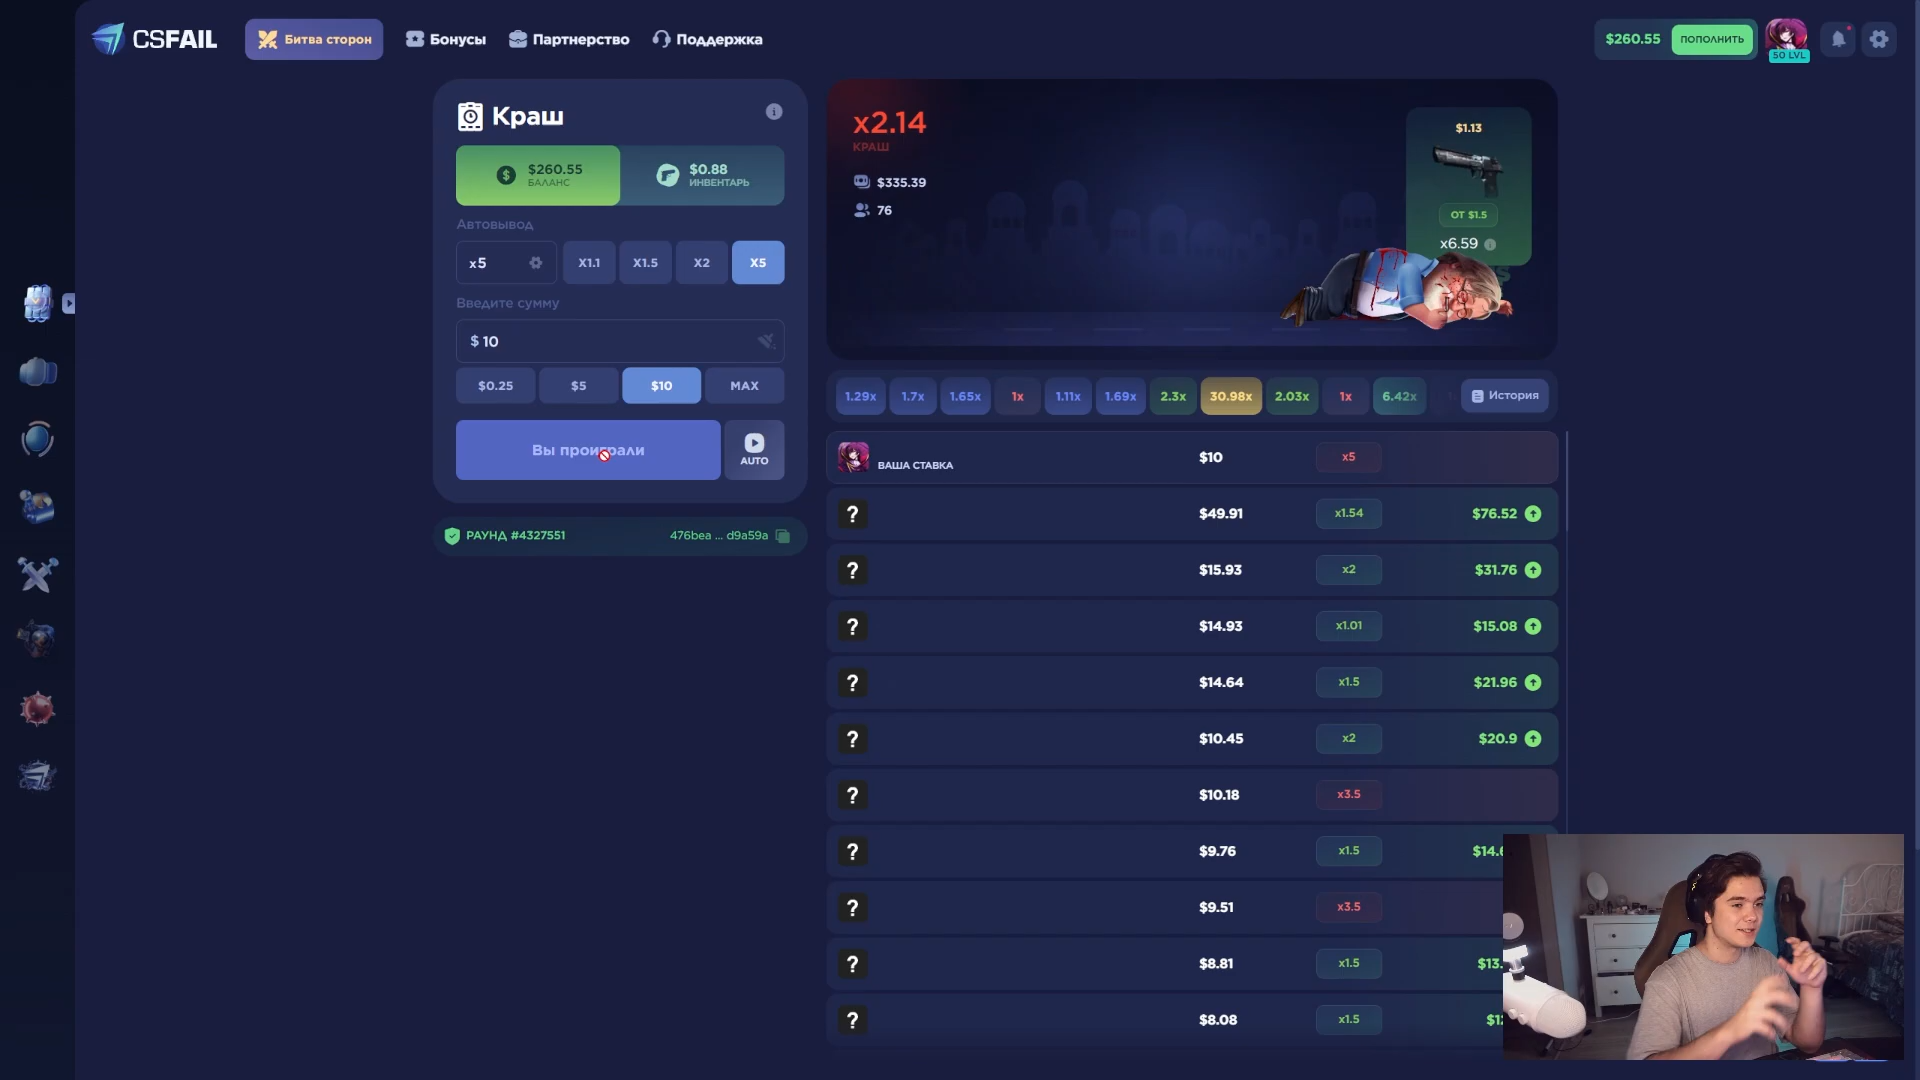 CSFAIL
Битва сторон
Бонусы
Партнерство
Поддержка
$260.55
ПОПОЛНИТЬ
50 LVL
Краш
$260.55
БАЛАНС
$0.88
ИНВЕНТАРЬ
Автовывод
x5
X1.1
X1.5
X2
X5
Введите сумму
$ 10
$0.25
$5
$10
MAX
Вы проиграли
AUTO
РАУНД #4327551
476bea ... d9a59a
x2.14
КРАШ
$335.39
76
$1.13
ОТ $1.5
x6.59
1.29x
1.7x
1.65x
1x
1.11x
1.69x
2.3x
30.98x
2.03x
1x
6.42x
История
ВАША СТАВКА
$10
x5
?
$49.91
x1.54
$76.52
?
$15.93
x2
$31.76
?
$14.93
x1.01
$15.08
?
$14.64
x1.5
$21.96
?
$10.45
x2
$20.9
?
$10.18
x3.5
?
$9.76
x1.5
?
$9.51
x3.5
?
$8.81
x1.5
$13.
?
$8.08
x1.5